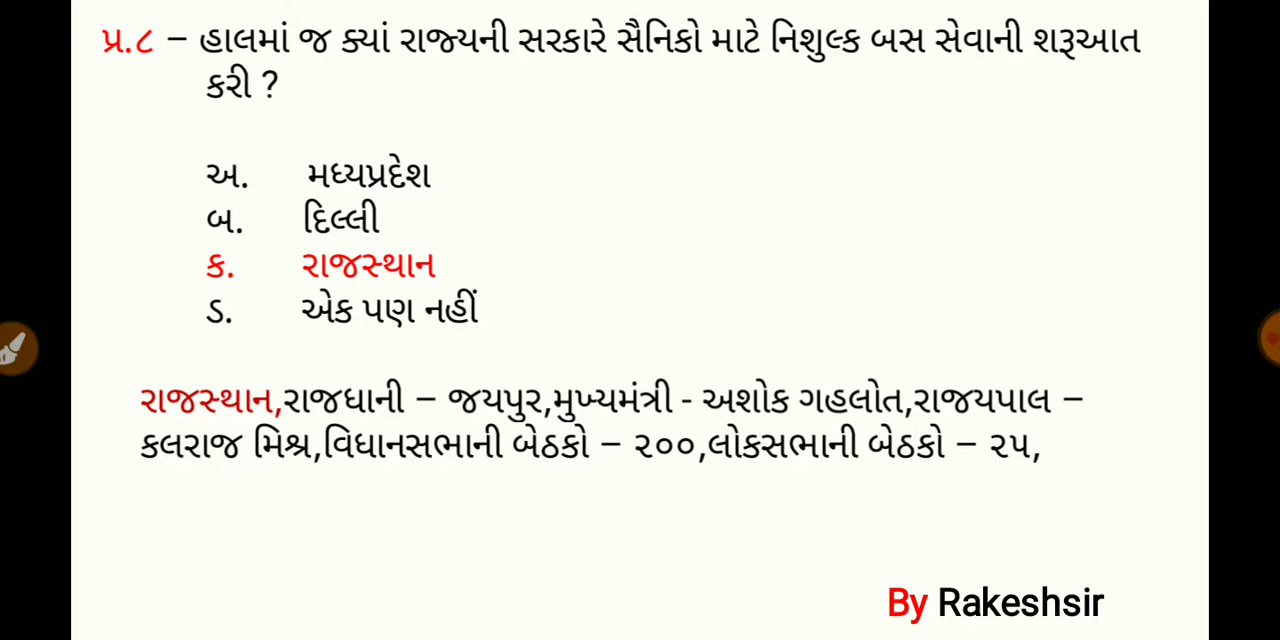 પ્ર.૮ – હાલમાં જ ક્યાં રાજ્યની સરકારે સૈનિકો માટે નિશુલ્ક બસ સેવાની શરૂઆત
કરી ?
અ. મધ્યપ્રદેશ
બ. દિલ્લી
ક. રાજસ્થાન
ડ. એક પણ નહીં
રાજસ્થાન,રાજધાની – જયપુર,મુખ્યમંત્રી - અશોક ગહલોત,રાજયપાલ –
કલરાજ મિશ્ર,વિધાનસભાની બેઠકો – ૨૦૦,લોકસભાની બેઠકો – ૨૫,
By Rakeshsir